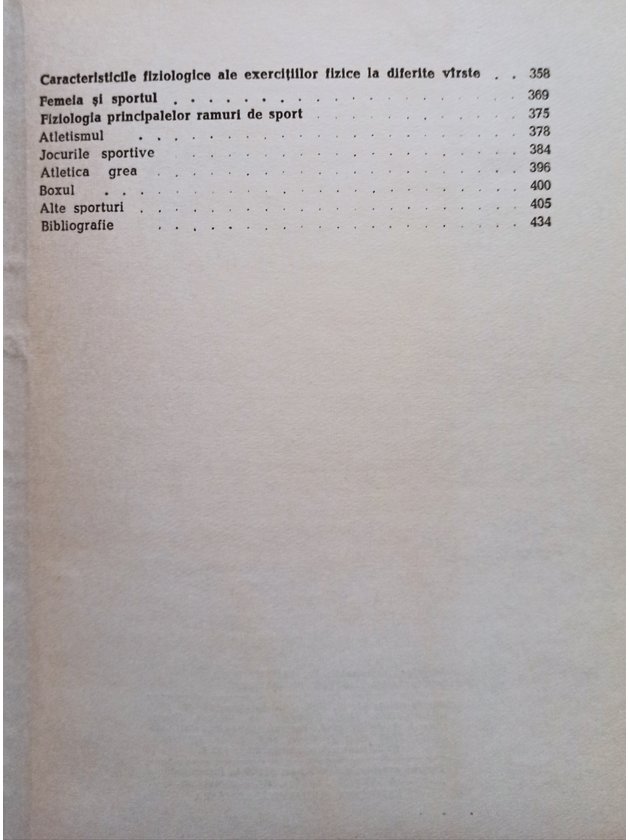 Caracteristicile fiziologice ale exercițiilor fizice la diferite vîrste . . 358
Femeia și sportul . . . . . . . . . . . . . . . . . . 369
Fiziologia principalelor ramuri de sport . . . . . . . . . . . 375
Atletismul . . . . . . . . . . . . . . . . . . . . 378
Jocurile sportive . . . . . . . . . . . . . . . . . . 384
Atletica grea . . . . . . . . . . . . . . . . . . . 396
Boxul . . . . . . . . . . . . . . . . . . . . . . 400
Alte sporturi . . . . . . . . . . . . . . . . . . . . 405
Bibliografie . . . . . . . . . . . . . . . . . . . 434